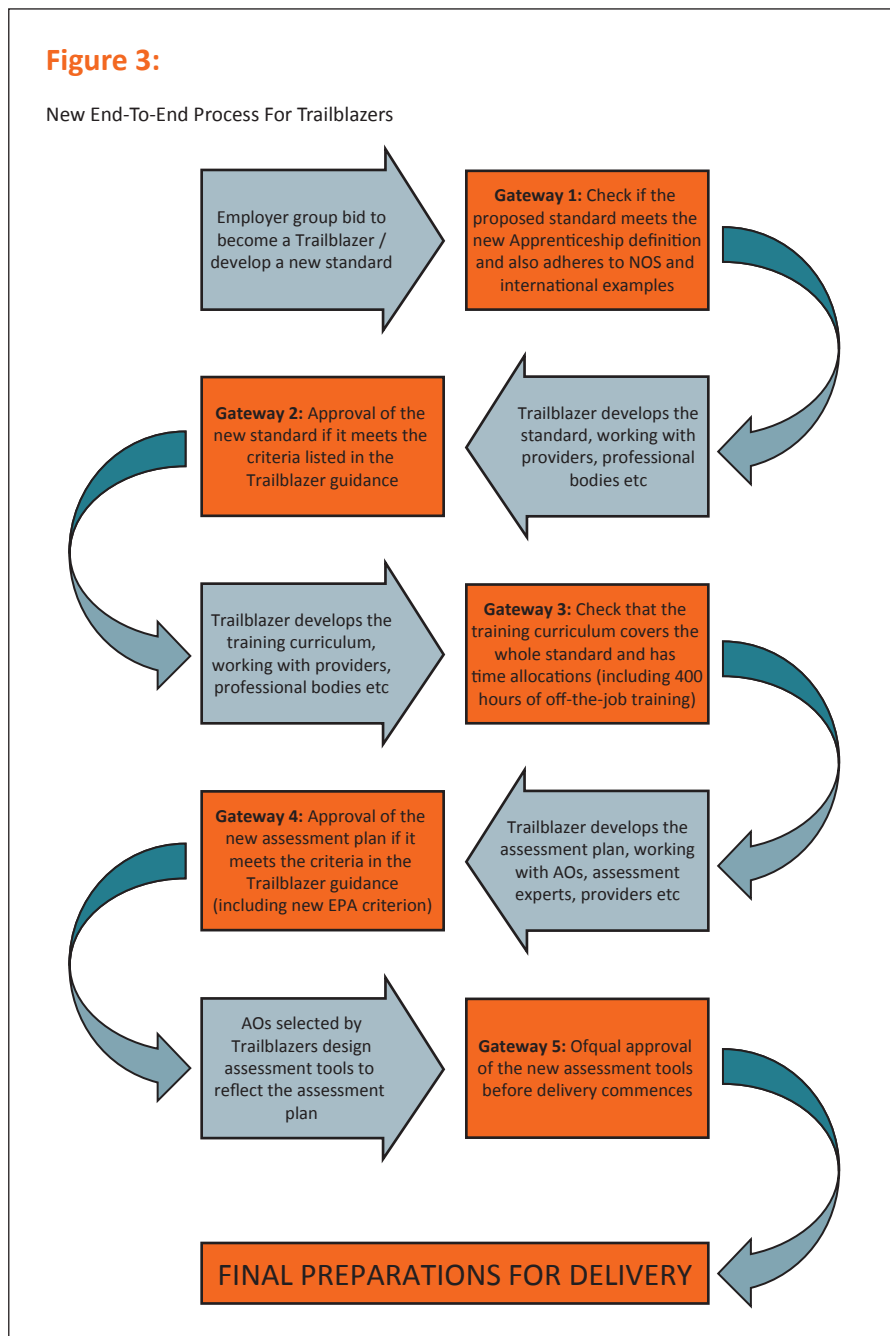 Figure 3:
New End-To-End Process For Trailblazers
Employer group bid to
become a Trailblazer /
develop a new standard
Gateway 1: Check if the
proposed standard meets the
new Apprenticeship definition
and also adheres to NOS and
international examples
Trailblazer develops the
standard, working with
providers, professional
bodies etc
Gateway 2: Approval of the
new standard if it meets the
criteria listed in the
Trailblazer guidance
Trailblazer develops the
training curriculum,
working with providers,
professional bodies etc
Gateway 3: Check that the
training curriculum covers the
whole standard and has
time allocations (including 400
hours of off-the-job training)
Trailblazer develops the
assessment plan, working
with AOs, assessment
experts, providers etc
Gateway 4: Approval of the
new assessment plan if it
meets the criteria in the
Trailblazer guidance
(including new EPA criterion)
AOs selected by
Trailblazers design
assessment tools to
reflect the assessment
plan
Gateway 5: Ofqual approval
of the new assessment tools
before delivery commences
FINAL PREPARATIONS FOR DELIVERY